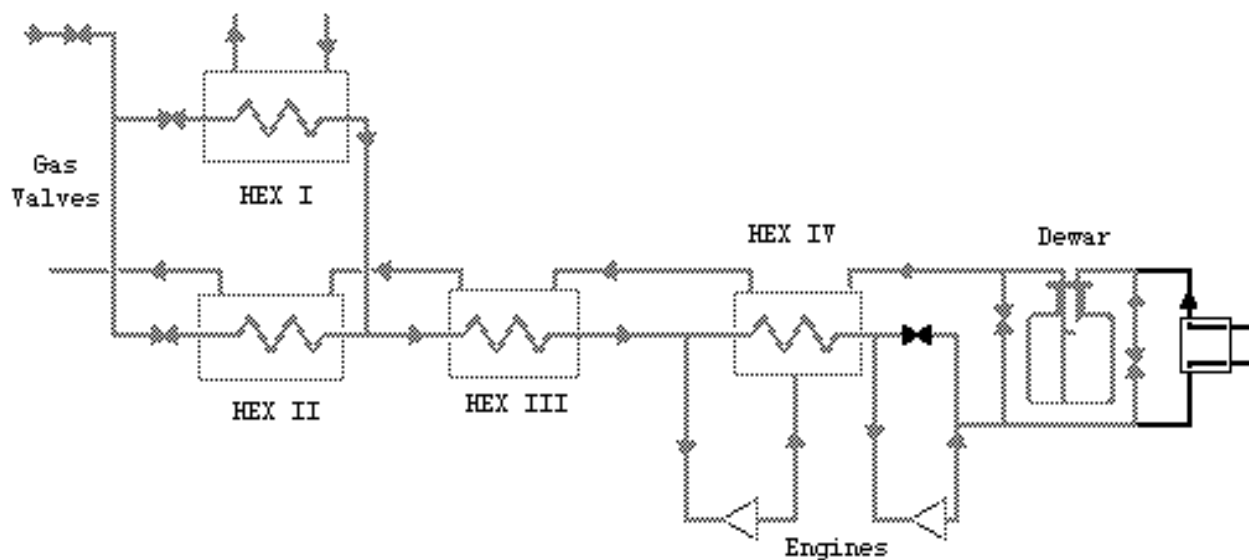 Gas
Valves
HEX I
HEX IV
Dewar
HEX II
HEX III
Engines